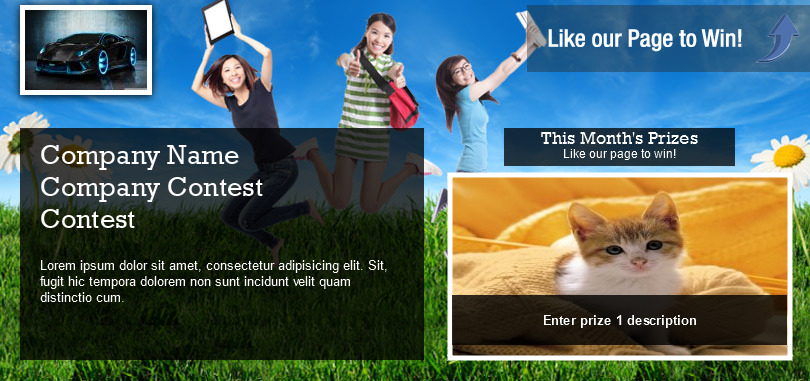 Like our Page to Win!
Company Name
Company Contest
Contest
Lorem ipsum dolor sit amet, consectetur adipisicing elit. Sit,
fugit hic tempora dolorem non sunt incidunt velit quam
distinctio cum.
This Month's Prizes
Like our page to win!
Enter prize 1 description